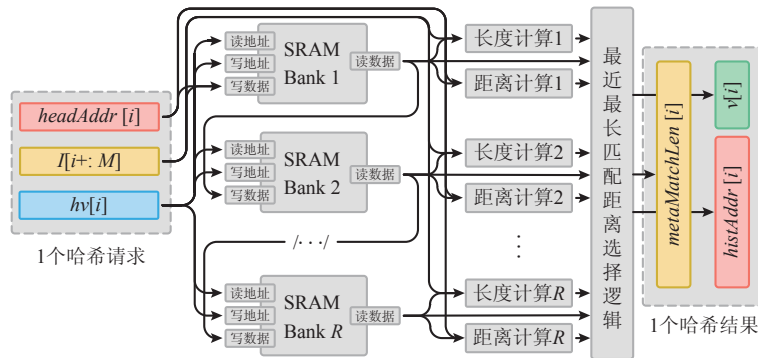 headAddr [i]
I[i+: M]
hv[i]
1个哈希请求
读地址
写地址
写数据
SRAM
Bank 1
读数据
读地址
写地址
写数据
SRAM
Bank 2
读数据
/···/
读地址
写地址
写数据
SRAM
Bank R
读数据
长度计算1
距离计算1
长度计算2
距离计算2
⋮
长度计算R
距离计算R
最近最长匹配距离选择逻辑
metaMatchLen [i]
v[i]
histAddr [i]
1个哈希结果